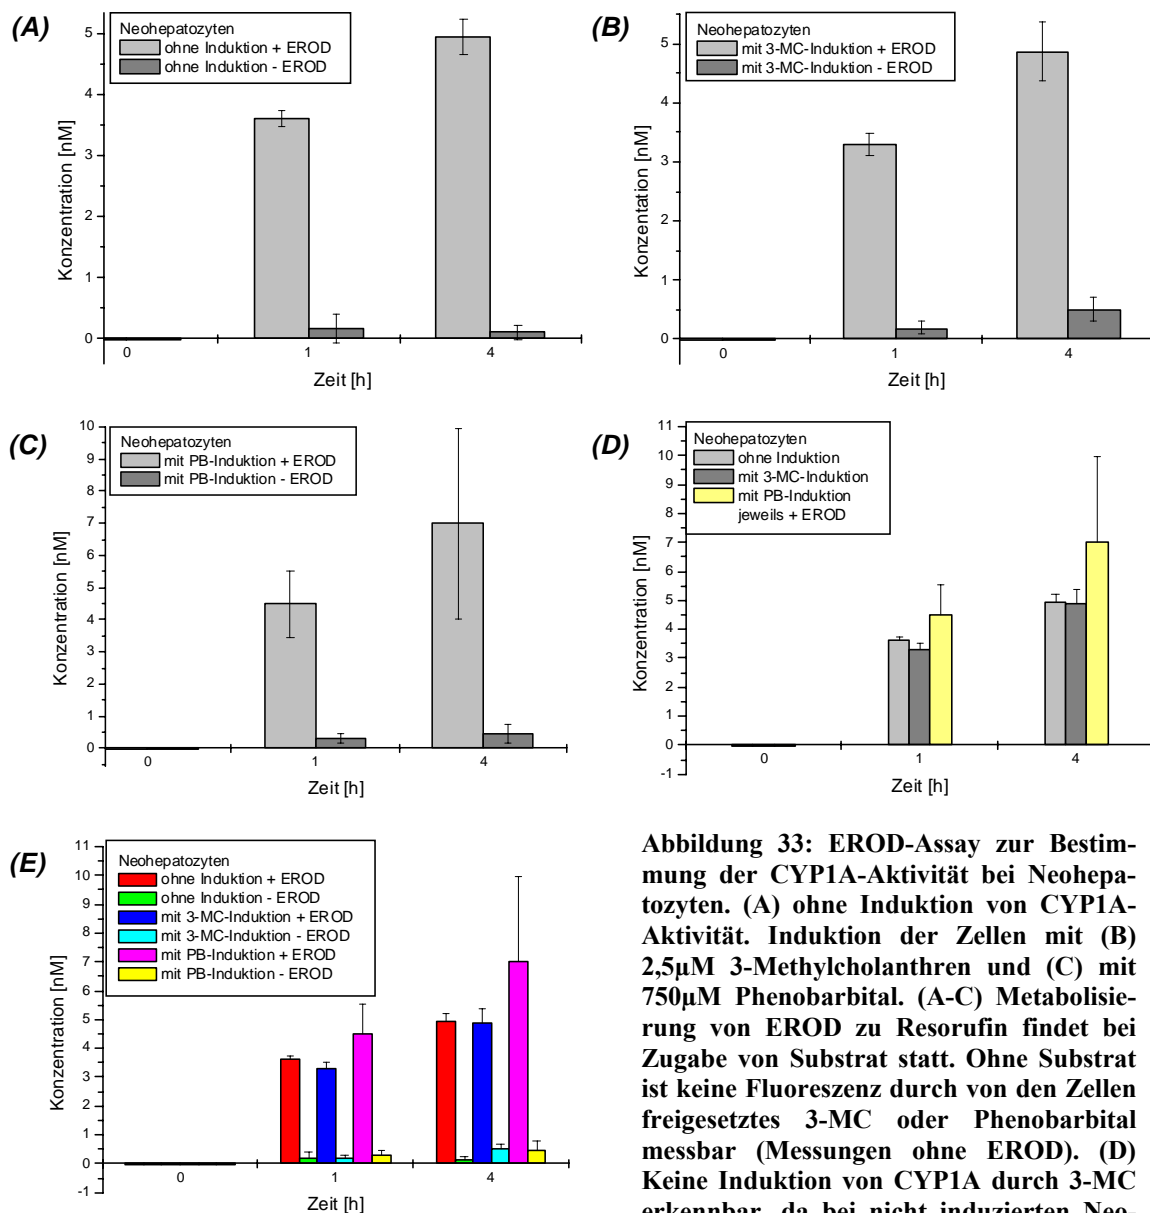 (A)
Neohepatozyten
ohne Induktion + EROD
ohne Induktion - EROD
Konzentration [nM]
5
4
3
2
1
0
0 1 4
Zeit [h]
(B)
Neohepatozyten
mit 3-MC-Induktion + EROD
mit 3-MC-Induktion - EROD
Konzentation [nM]
5
4
3
2
1
0
0 1 4
Zeit [h]
(C)
Neohepatozyten
mit PB-Induktion + EROD
mit PB-Induktion - EROD
Konzentration [nM]
10
9
8
7
6
5
4
3
2
1
0
0 1 4
Zeit [h]
(D)
Neohepatozyten
ohne Induktion
mit 3-MC-Induktion
mit PB-Induktion
jeweils + EROD
Konzentration [nM]
11
10
9
8
7
6
5
4
3
2
1
0
-1
0 1 4
Zeit [h]
(E)
Neohepatozyten
ohne Induktion + EROD
ohne Induktion - EROD
mit 3-MC-Induktion + EROD
mit 3-MC-Induktion - EROD
mit PB-Induktion + EROD
mit PB-Induktion - EROD
Konzentration [nM]
11
10
9
8
7
6
5
4
3
2
1
0
-1
0 1 4
Zeit [h]
Abbildung 33: EROD-Assay zur Bestim-
mung der CYP1A-Aktivität bei Neohepa-
tozyten. (A) ohne Induktion von CYP1A-
Aktivität. Induktion der Zellen mit (B)
2,5µM 3-Methylcholanthren und (C) mit
750µM Phenobarbital. (A-C) Metabolisie-
rung von EROD zu Resorufin findet bei
Zugabe von Substrat statt. Ohne Substrat
ist keine Fluoreszenz durch von den Zellen
freigesetztes 3-MC oder Phenobarbital
messbar (Messungen ohne EROD). (D)
Keine Induktion von CYP1A durch 3-MC
erkennbar, da bei nicht induzierten Neo-